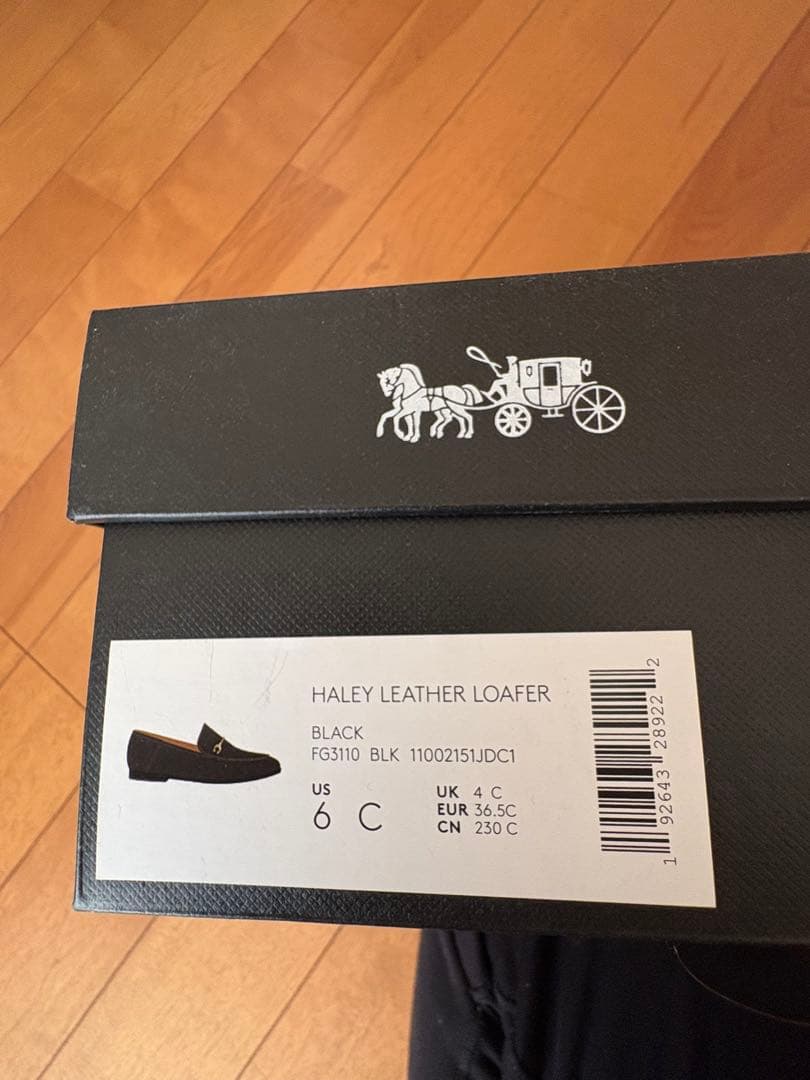 HALEY LEATHER LOAFER
BLACK
FG3110 BLK 11002151JDC1
US
6 C
UK 4 C
EUR 36.5C
CN 230 C
1 92643 28922 2